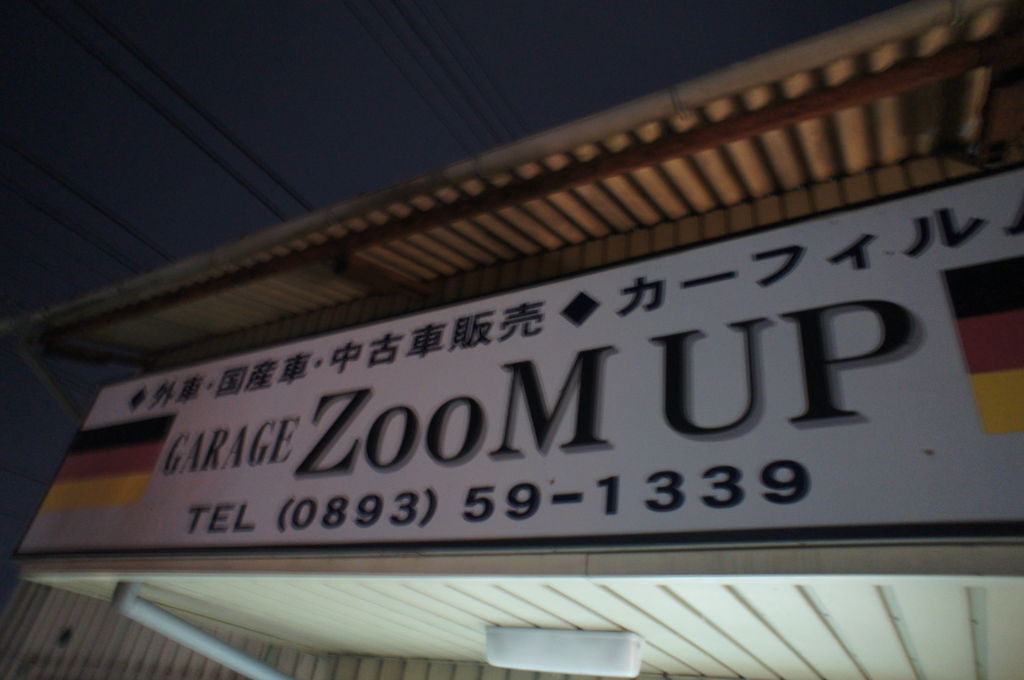 ◆外車・国産車・中古車販売◆カーフィル
GARAGE ZOOM UP
TEL (0893) 59-1339